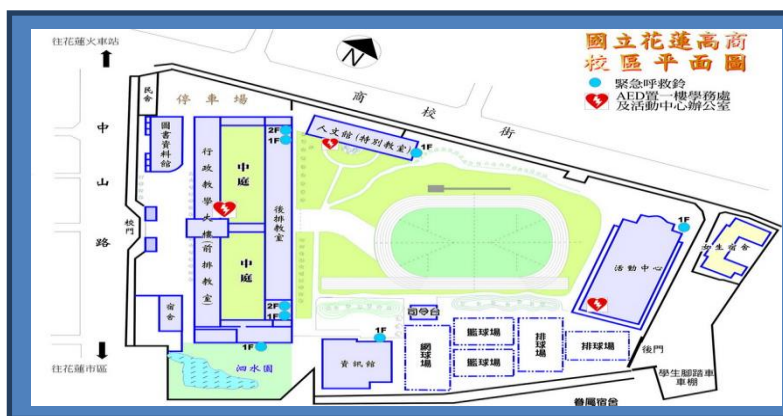 往花蓮火車站
國立花蓮高商
校區平面圖
緊急呼救鈴
AED置一樓學務處
及活動中心辦公室
N
民舍
停車場
商校街
中山路
圖書資料館
行政教學大樓(前排教室)
中庭
中庭
後排教室
2F
1F
人文館(特別教室)
1F
校門
宿舍
2F
1F
1F
泗水園
1F
資訊館
司令台
網球場
籃球場
籃球場
排球場
排球場
活動中心
1F
女生宿舍
後門
學生腳踏車
車棚
眷屬宿舍
往花蓮市區